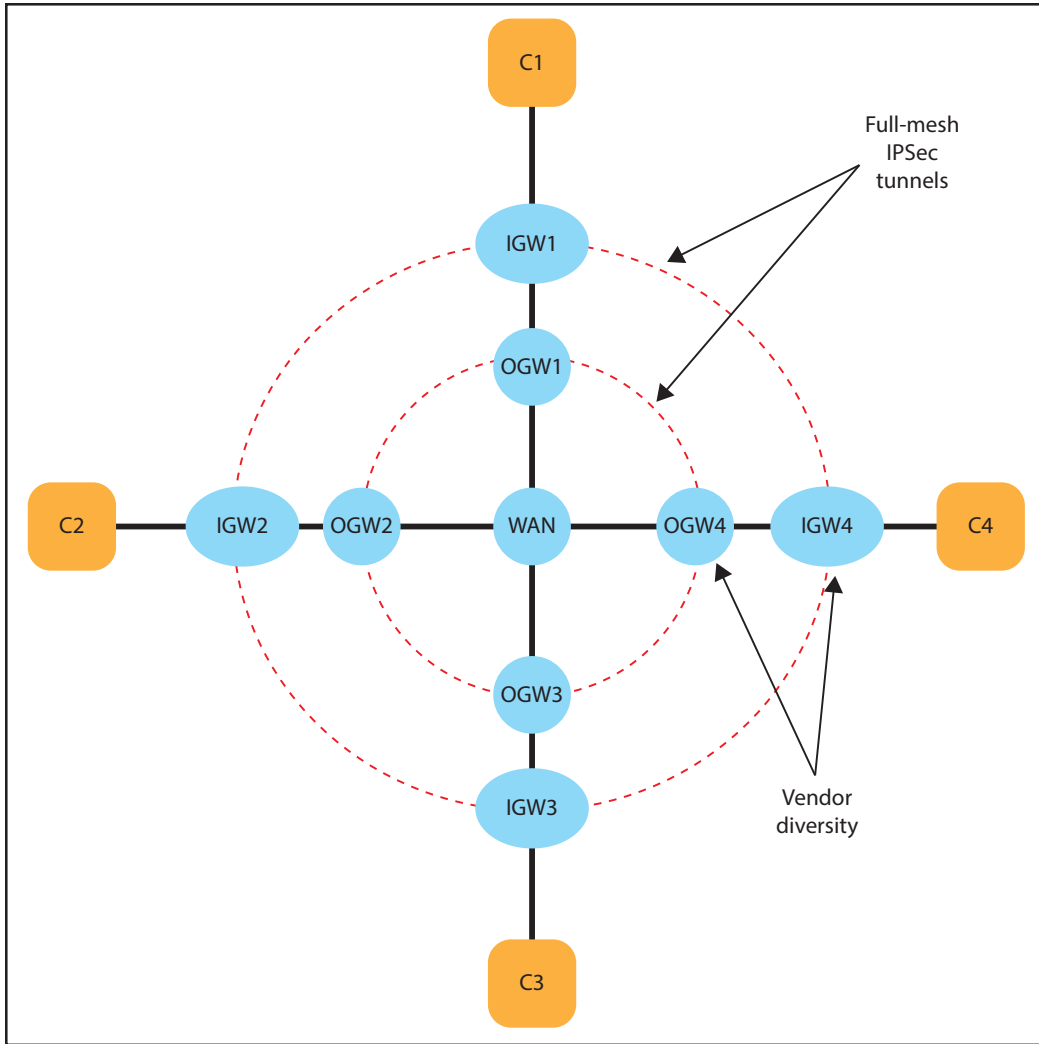 C1
Full-mesh
IPSec
tunnels
IGW1
OGW1
C2
IGW2
OGW2
WAN
OGW4
IGW4
C4
OGW3
IGW3
Vendor
diversity
C3